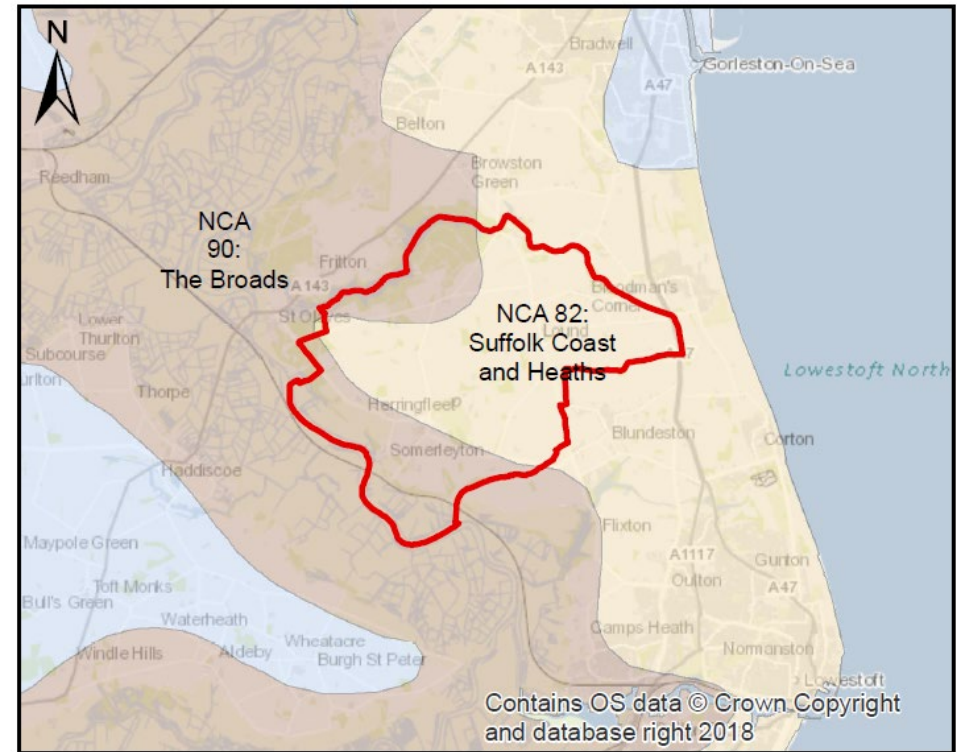 N
Bradwell
Gorleston-On-Sea
A143
A47
Belton
Reedham
Browston
Green
NCA
90:
The Broads
Fritton
A143
St Olaves
NCA 82:
Suffolk Coast
and Heaths
Lound
Corner
Lower
Thurlton
Subcourse
A47
Lowestoft North
Thorpe
Herringfleet
Blundeston
Corton
Somerleyton
Haddiscoe
Flixton
Maypole Green
A1117
Gunton
Oulton
A47
Toft Monks
Bull's Green
Waterheath
Camps Heath
Wheatacre
Normanston
Windle Hills
Aldeby
Burgh St Peter
Lowestoft
Contains OS data © Crown Copyright
and database right 2018